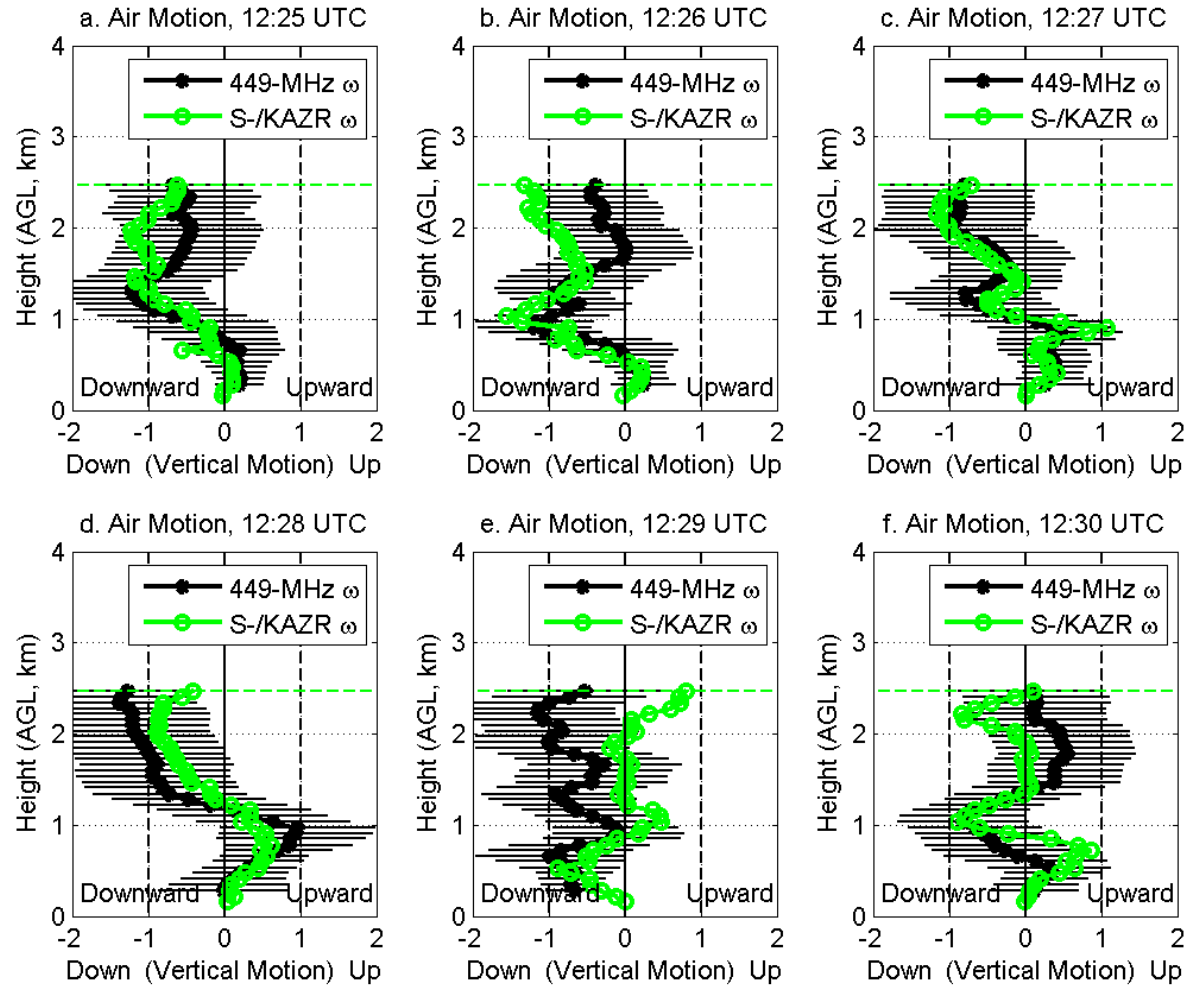 a. Air Motion, 12:25 UTC
4
3
2
1
0
Height (AGL, km)
449-MHz ω
S-/KAZR ω
Downward Upward
-2 -1 0 1 2
Down (Vertical Motion) Up
b. Air Motion, 12:26 UTC
4
3
2
1
0
Height (AGL, km)
449-MHz ω
S-/KAZR ω
Downward Upward
-2 -1 0 1 2
Down (Vertical Motion) Up
c. Air Motion, 12:27 UTC
4
3
2
1
0
Height (AGL, km)
449-MHz ω
S-/KAZR ω
Downward Upward
-2 -1 0 1 2
Down (Vertical Motion) Up
d. Air Motion, 12:28 UTC
4
3
2
1
0
Height (AGL, km)
449-MHz ω
S-/KAZR ω
Downward Upward
-2 -1 0 1 2
Down (Vertical Motion) Up
e. Air Motion, 12:29 UTC
4
3
2
1
0
Height (AGL, km)
449-MHz ω
S-/KAZR ω
Downward Upward
-2 -1 0 1 2
Down (Vertical Motion) Up
f. Air Motion, 12:30 UTC
4
3
2
1
0
Height (AGL, km)
449-MHz ω
S-/KAZR ω
Downward Upward
-2 -1 0 1 2
Down (Vertical Motion) Up